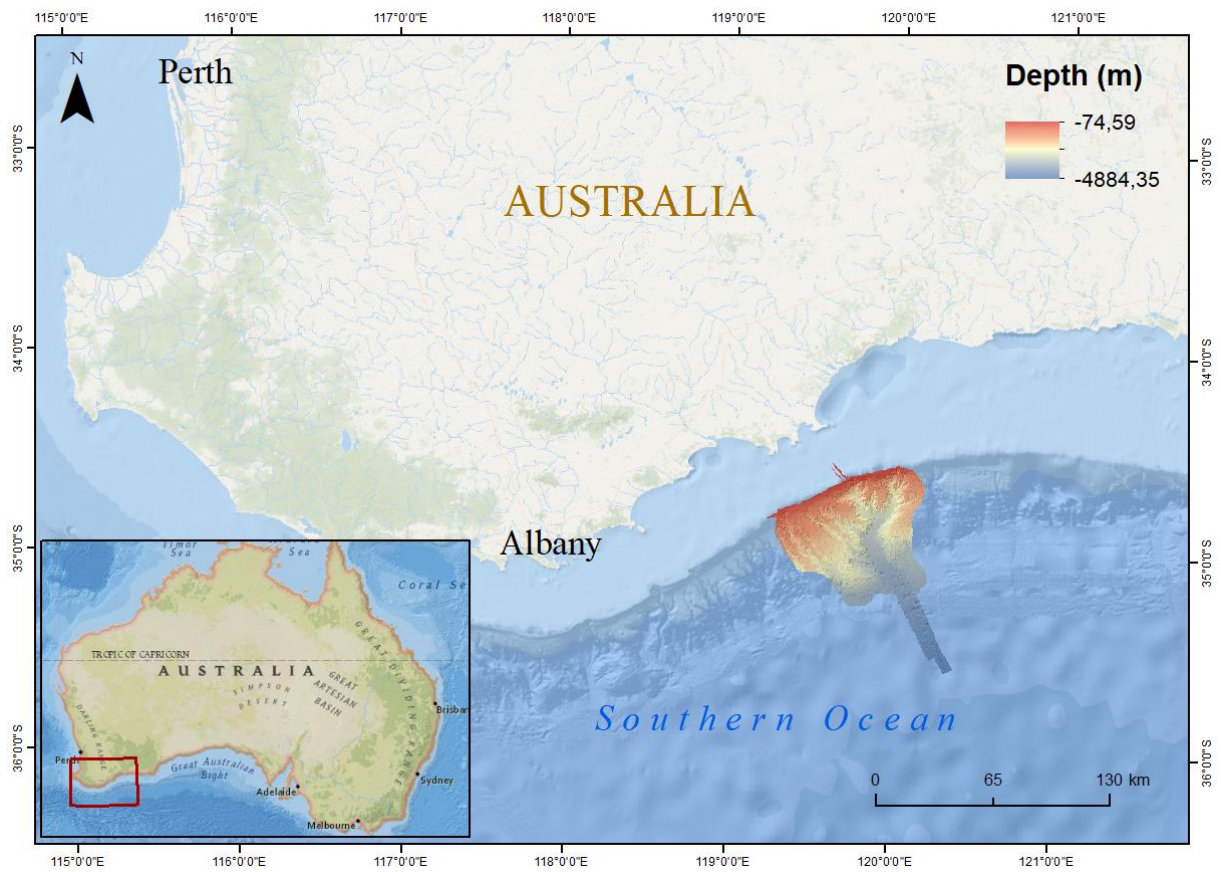 115°0'0"E
116°0'0"E
117°0'0"E
118°0'0"E
119°0'0"E
120°0'0"E
121°0'0"E
N
Perth
Depth (m)
-74,59
-4884,35
AUSTRALIA
33°0'0"S
33°0'0"S
34°0'0"S
34°0'0"S
Albany
35°0'0"S
35°0'0"S
Timor
Sea
Sea
Coral Se
TROPIC OF CAPRICORN
AUSTRALIA
SIMPSON
DESERT
GREAT
ARTESIAN
BASIN
GREAT DIVIDING RANGE
DARLING RANGE
Brisban
Perth
Great Australian
Bight
Adelaide
Sydney
Melbourne
Southern Ocean
36°0'0"S
36°0'0"S
0
65
130 km
115°0'0"E
116°0'0"E
117°0'0"E
118°0'0"E
119°0'0"E
120°0'0"E
121°0'0"E